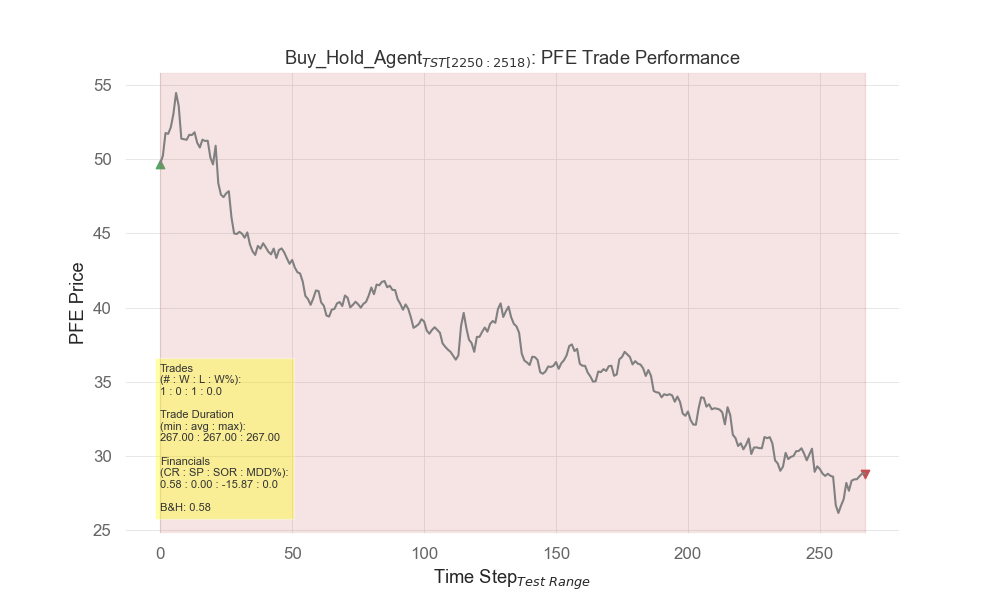 Buy_Hold_Agent_TST[2250:2518): PFE Trade Performance
55
50
45
40
35
30
25
PFE Price
Trades
(# : W : L : W%):
1 : 0 : 1 : 0.0
Trade Duration
(min : avg : max):
267.00 : 267.00 : 267.00
Financials
(CR : SP : SOR : MDD%):
0.58 : 0.00 : -15.87 : 0.0
B&H: 0.58
0 50 100 150 200 250
Time Step Test Range